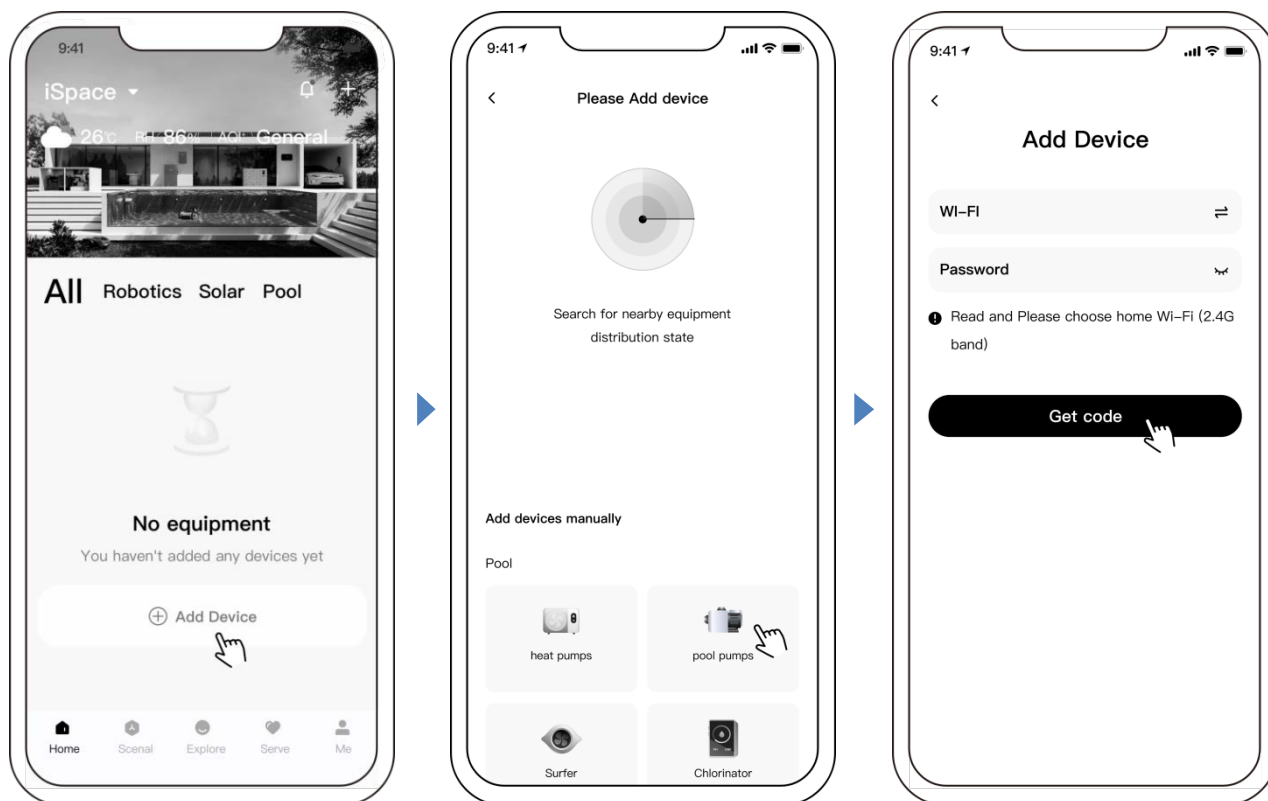 9:41
iSpace
26°C RH 86% AQI General
All Robotics Solar Pool
No equipment
You haven't added any devices yet
Add Device
Home Scenal Explore Serve Me
9:41
Please Add device
Search for nearby equipment
distribution state
Add devices manually
Pool
heat pumps pool pumps
Surfer Chlorinator
9:41
Add Device
WI-FI
Password
Read and Please choose home Wi-Fi (2.4G
band)
Get code